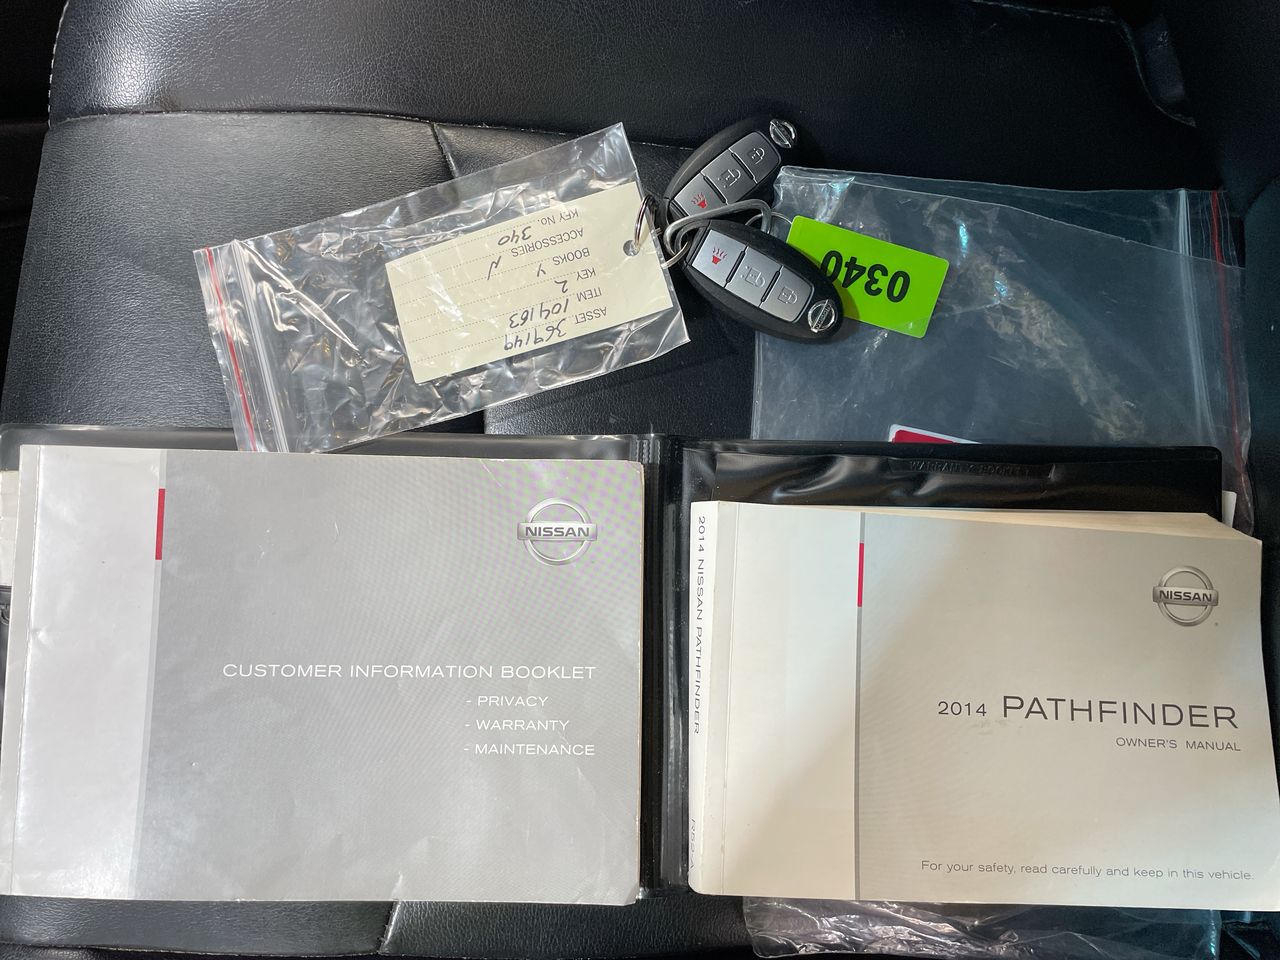 ASSET 369149
ITEM 104163
KEY 2
BOOKS Y
ACCESSORIES N
KEY No. 340
0340
WARRANTY BOOKLET
NISSAN
CUSTOMER INFORMATION BOOKLET
- PRIVACY
- WARRANTY
- MAINTENANCE
2014 NISSAN PATHFINDER
NISSAN
2014 PATHFINDER
OWNER'S MANUAL
For your safety, read carefully and keep in this vehicle.